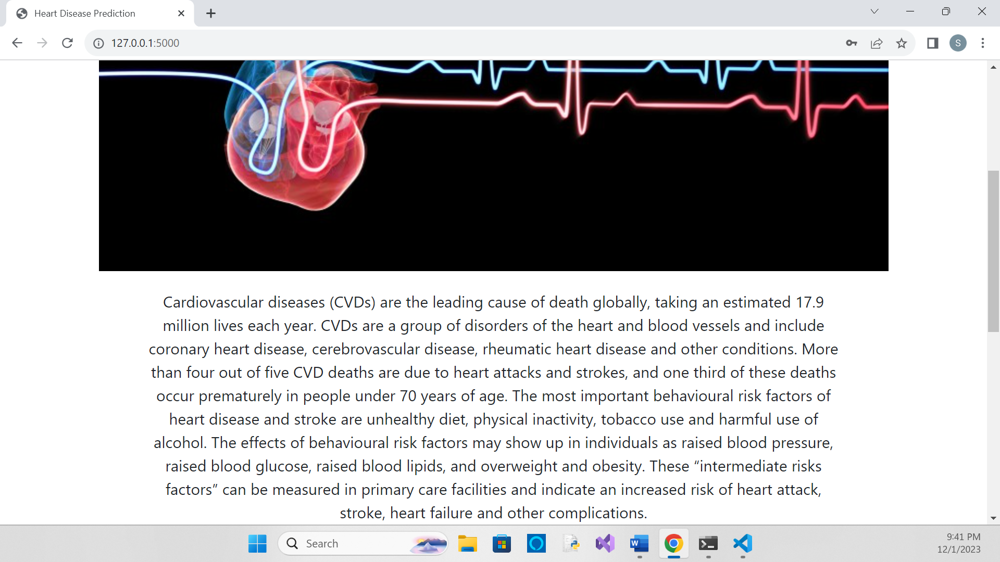 Heart Disease Prediction
127.0.0.1:5000
S
Cardiovascular diseases (CVDs) are the leading cause of death globally, taking an estimated 17.9
million lives each year. CVDs are a group of disorders of the heart and blood vessels and include
coronary heart disease, cerebrovascular disease, rheumatic heart disease and other conditions. More
than four out of five CVD deaths are due to heart attacks and strokes, and one third of these deaths
occur prematurely in people under 70 years of age. The most important behavioural risk factors of
heart disease and stroke are unhealthy diet, physical inactivity, tobacco use and harmful use of
alcohol. The effects of behavioural risk factors may show up in individuals as raised blood pressure,
raised blood glucose, raised blood lipids, and overweight and obesity. These “intermediate risks
factors” can be measured in primary care facilities and indicate an increased risk of heart attack,
stroke, heart failure and other complications.
Search
W
9:41 PM
12/1/2023